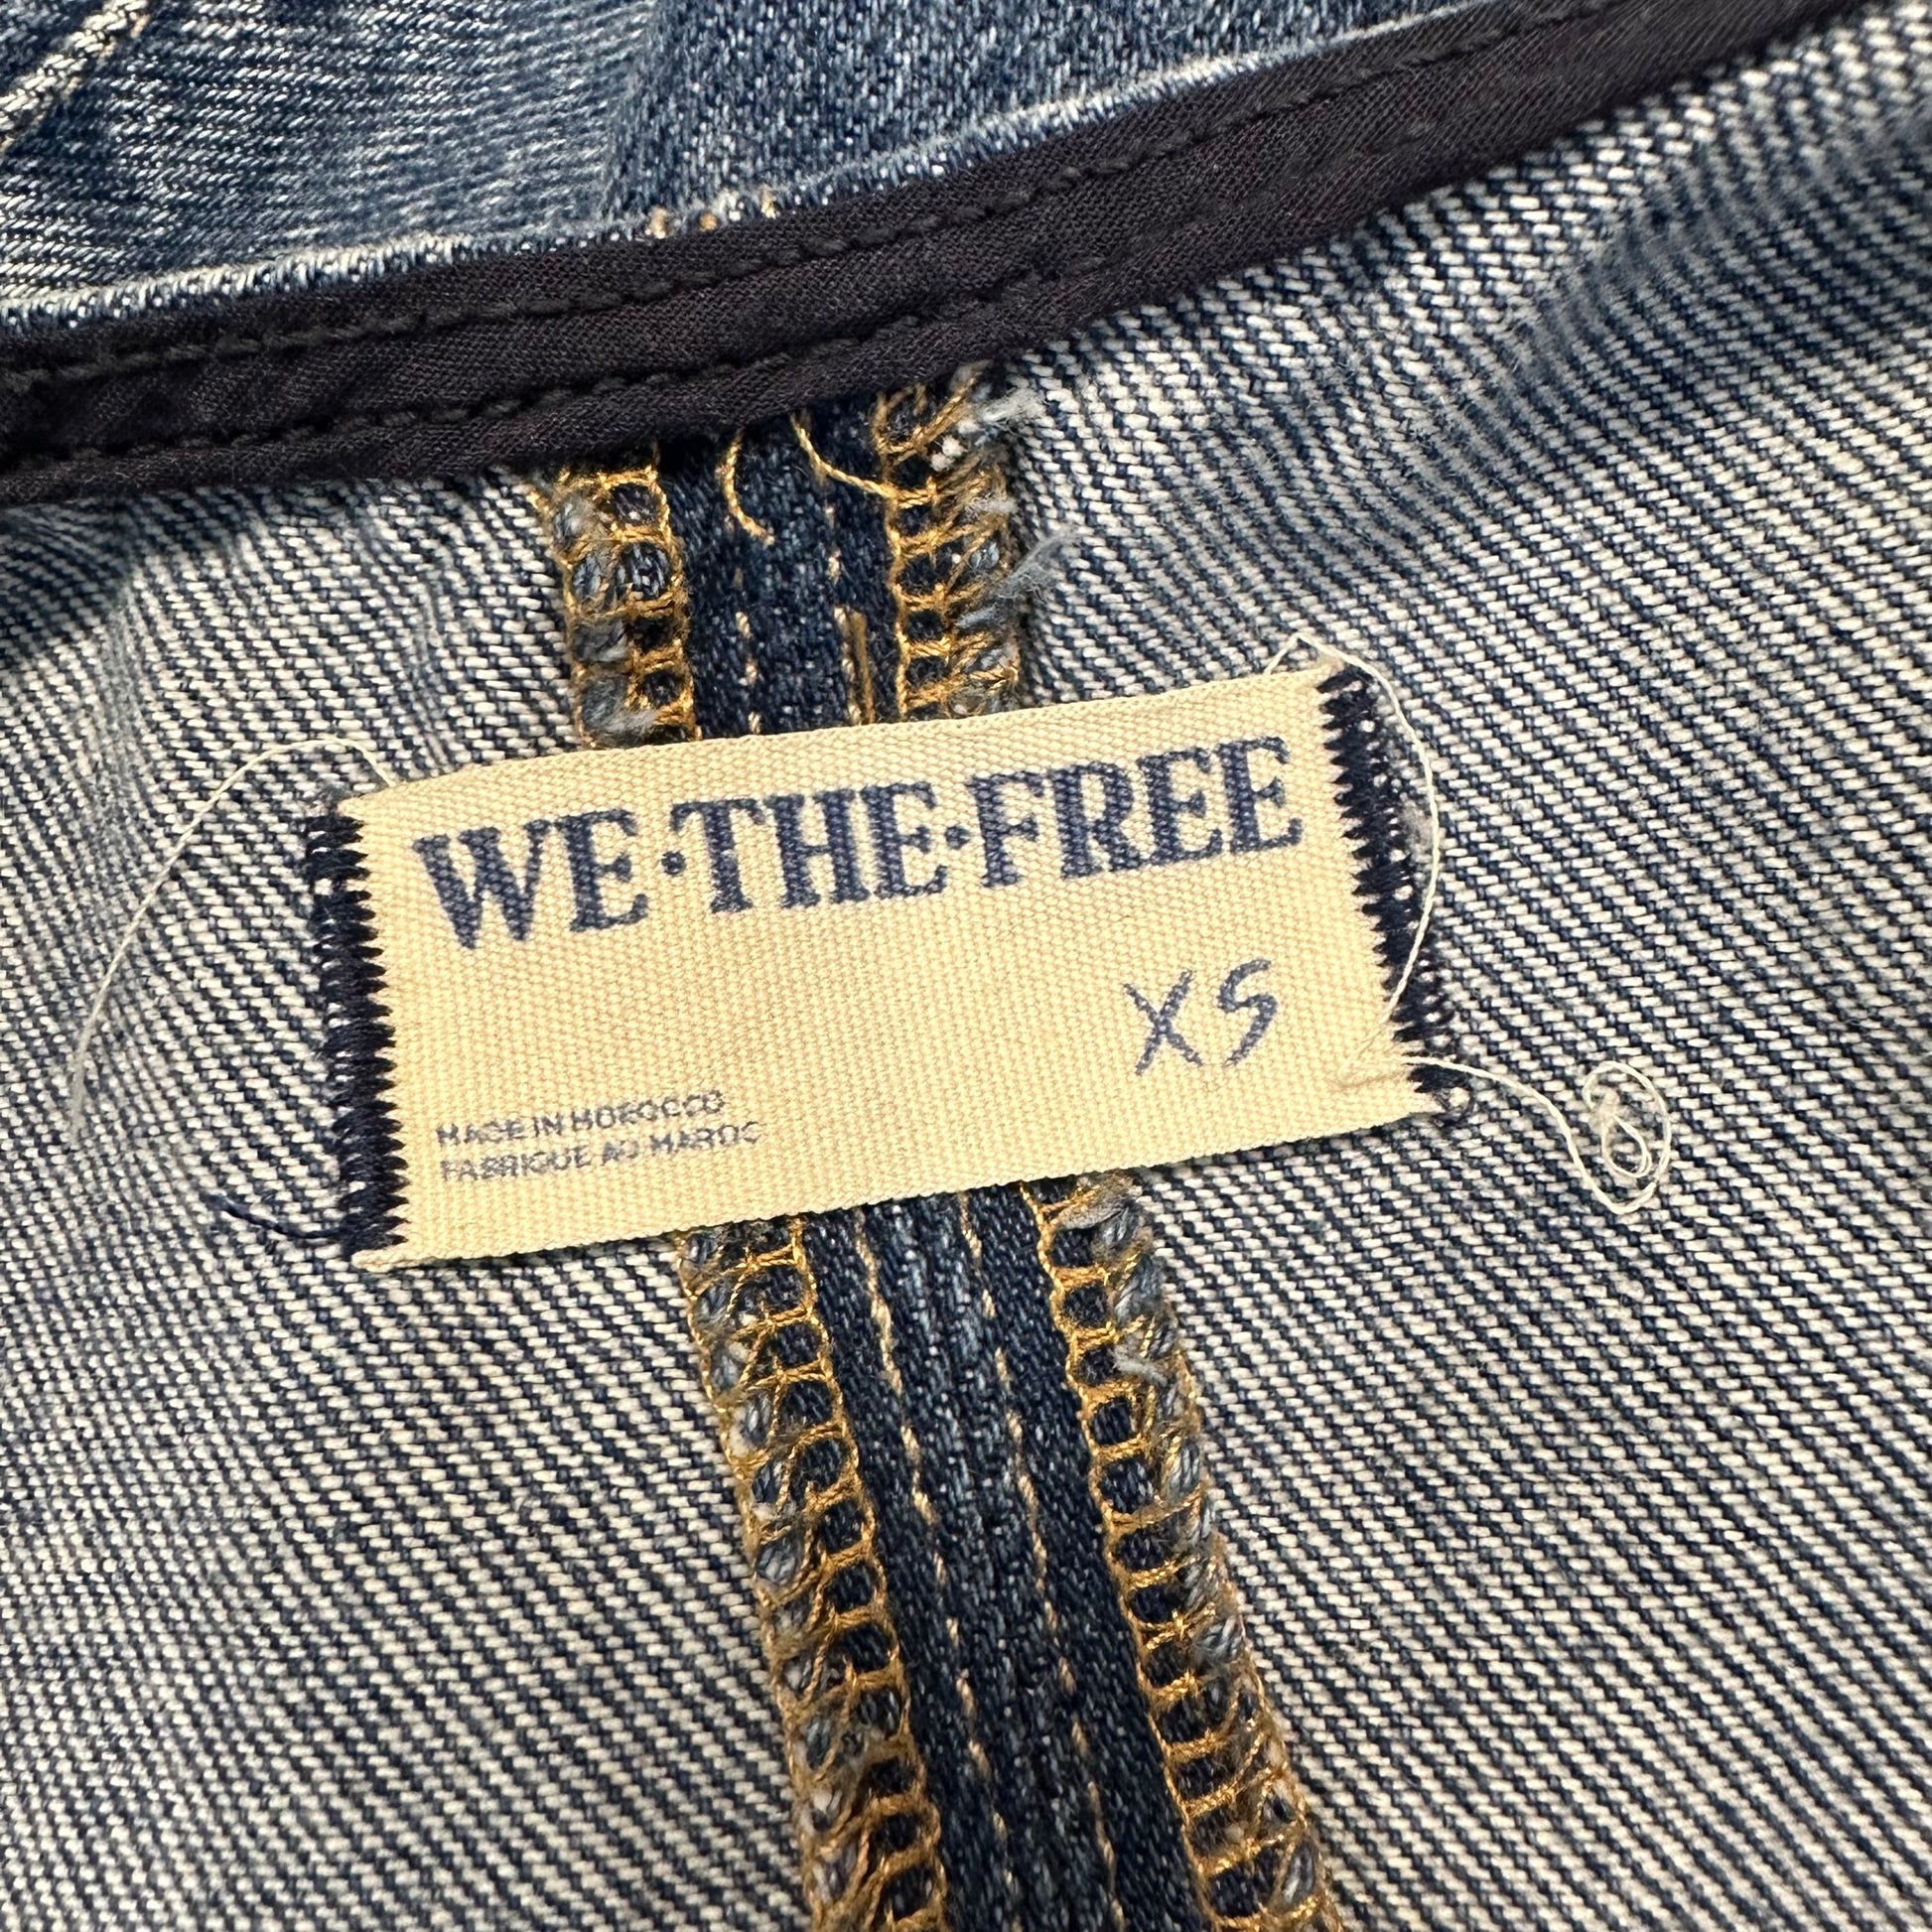 WE·THE·FREE
XS
MADE IN MOROCCO
FABRIQUE AU MAROC